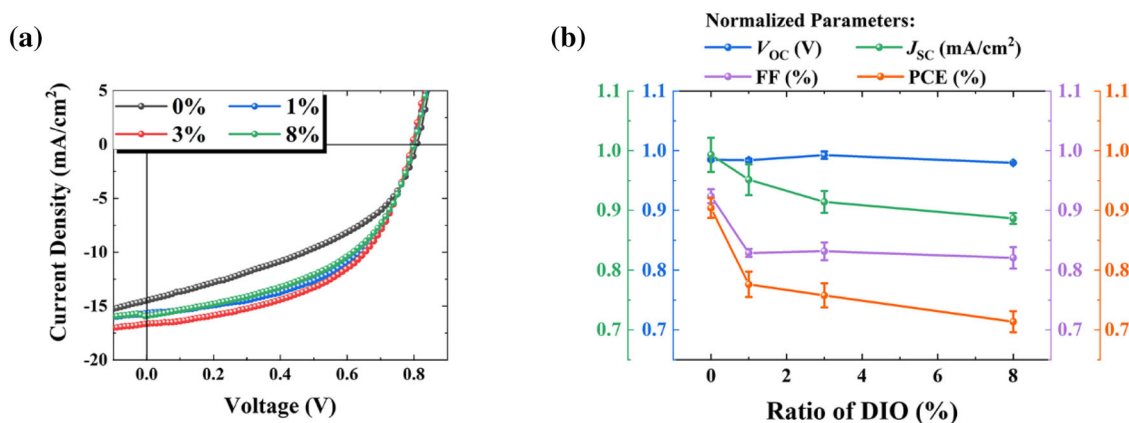 (a)
5
0
-5
-10
-15
-20
0% 1%
3% 8%
0.0 0.2 0.4 0.6 0.8
Current Density (mA/cm²)
Voltage (V)
(b)
Normalized Parameters:
V_OC (V) J_SC (mA/cm²)
FF (%) PCE (%)
1.1 1.1 1.1 1.1
1.0 1.0 1.0 1.0
0.9 0.9 0.9 0.9
0.8 0.8 0.8 0.8
0.7 0.7 0.7 0.7
0 2 4 6 8
Ratio of DIO (%)